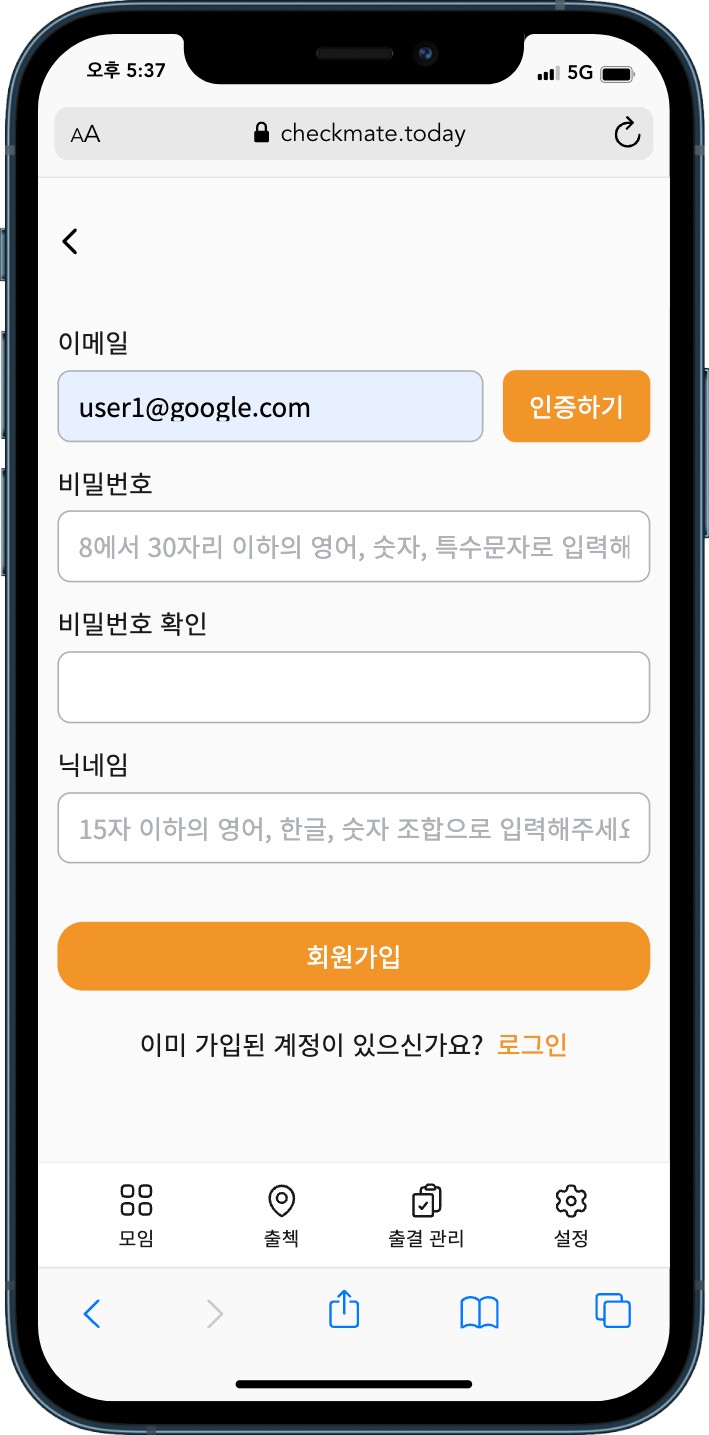 오후 5:37
5G
AA
checkmate.today
이메일
user1@google.com
인증하기
비밀번호
8에서 30자리 이하의 영어, 숫자, 특수문자로 입력해
비밀번호 확인
닉네임
15자 이하의 영어, 한글, 숫자 조합으로 입력해주세요
회원가입
이미 가입된 계정이 있으신가요? 로그인
모임
출첵
출결 관리
설정